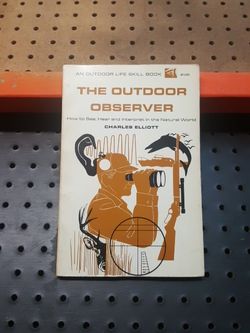 AN OUTDOOR LIFE SKILL BOOK
THE OUTDOOR
OBSERVER
How to See, Hear and Interpret in the Natural World
CHARLES ELLIOTT